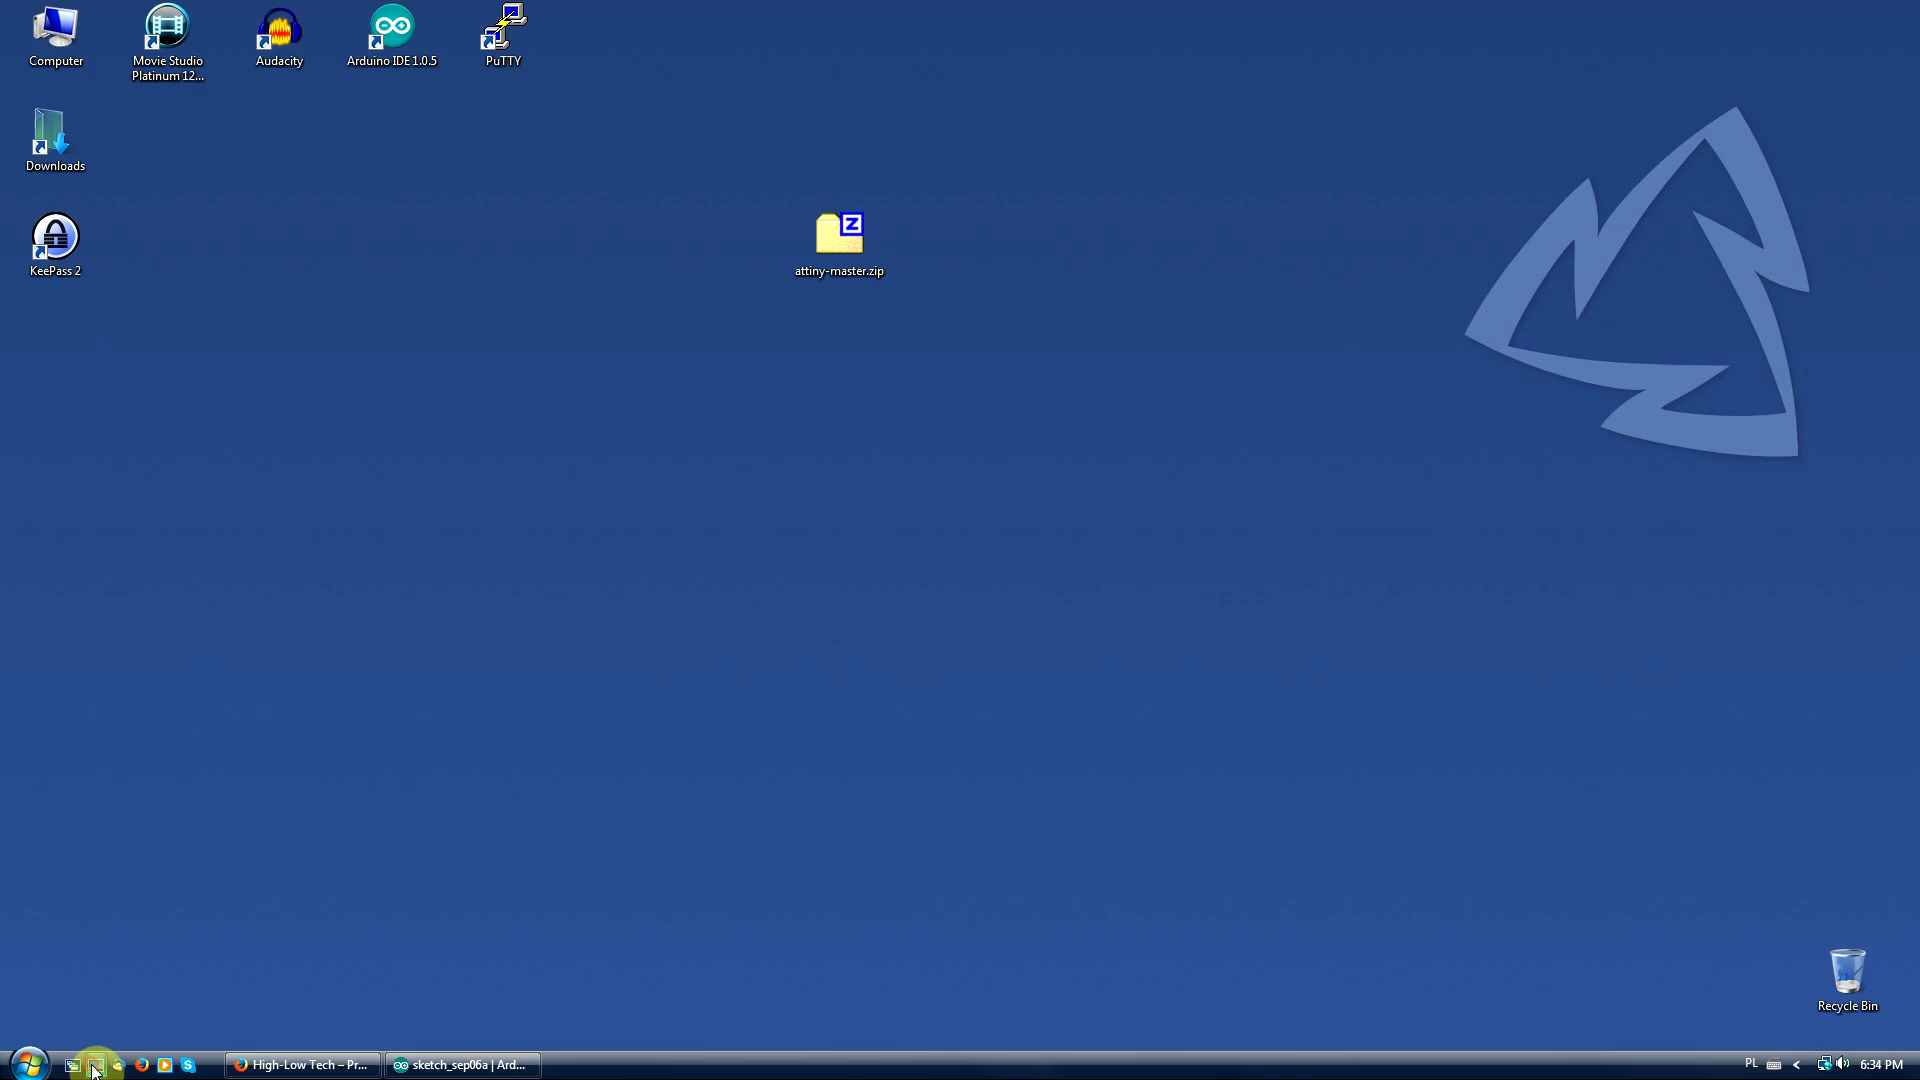 Computer
Movie Studio
Platinum 12...
Audacity
Arduino IDE 1.0.5
PuTTY
Downloads
KeePass 2
Z
attiny-master.zip
Recycle Bin
High-Low Tech – Pr...
sketch_sep06a | Ard...
PL
6:34 PM